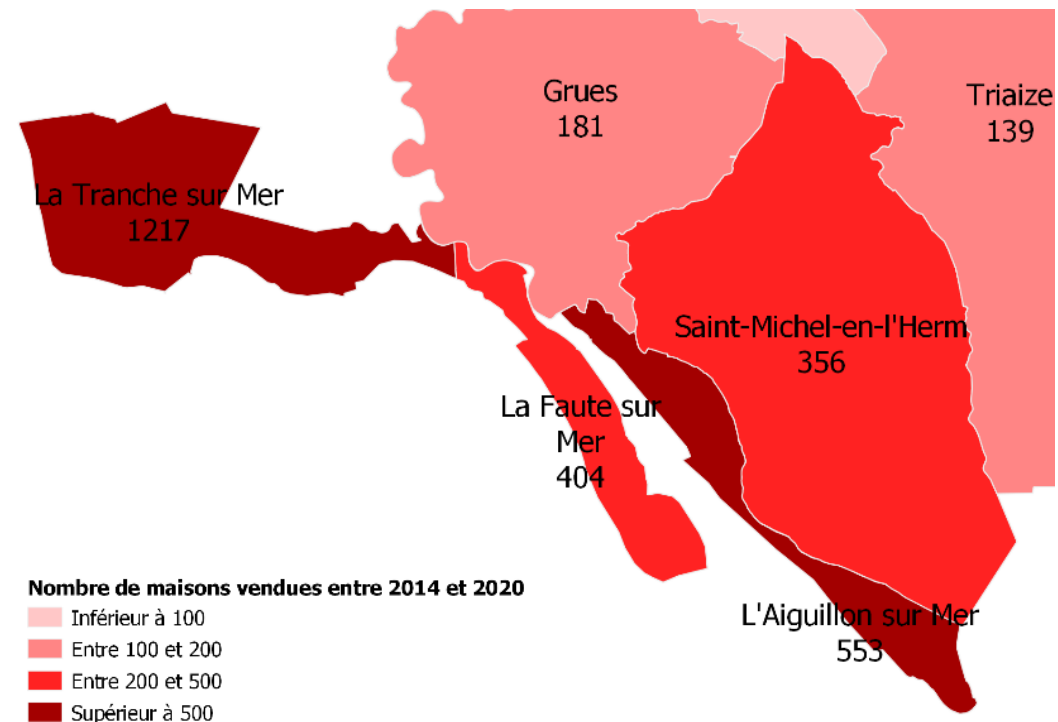 Grues
181
Triaize
139
La Tranche sur Mer
1217
Saint-Michel-en-l'Herm
356
La Faute sur
Mer
404
L'Aiguillon sur Mer
553
Nombre de maisons vendues entre 2014 et 2020
Inférieur à 100
Entre 100 et 200
Entre 200 et 500
Supérieur à 500